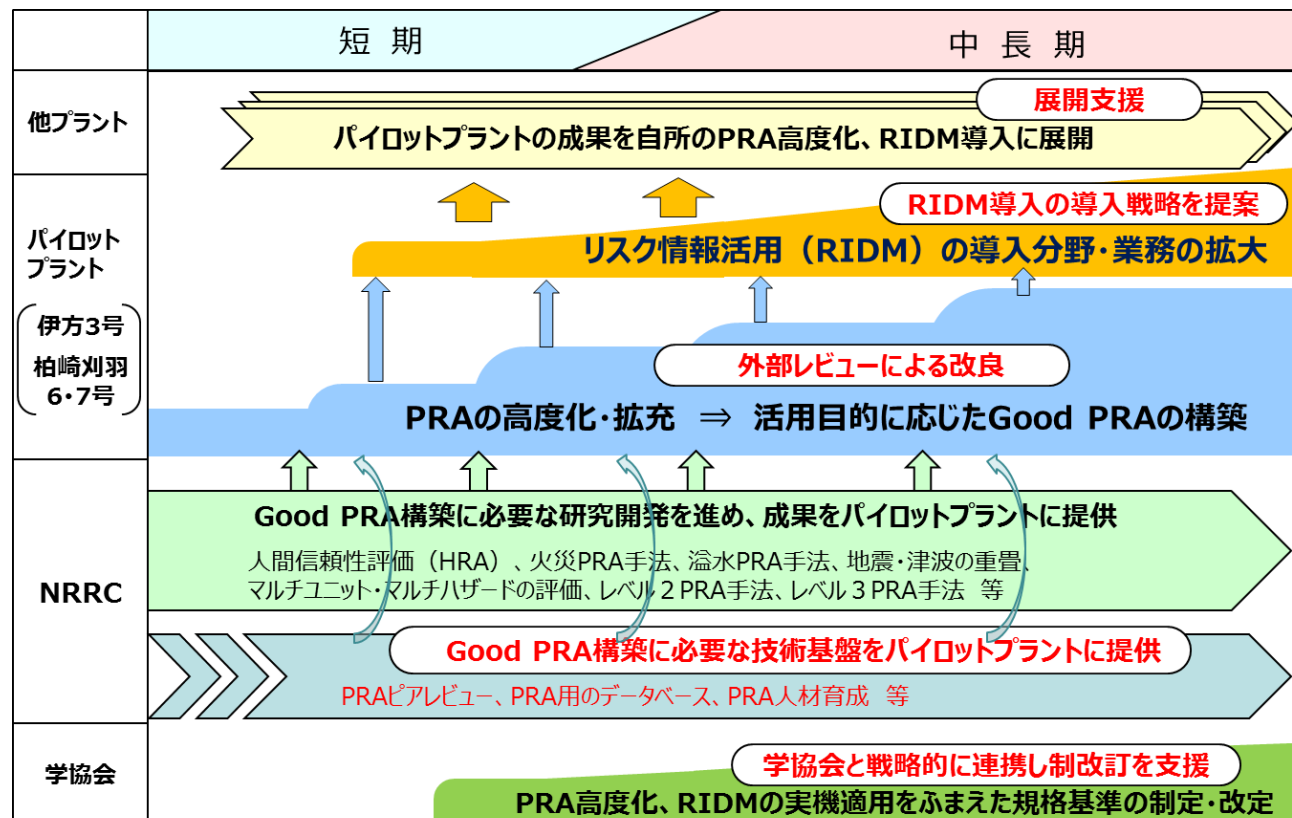 短 期
中 長 期
他プラント
展開支援
パイロットプラントの成果を自所のPRA高度化、RIDM導入に展開
パイロット
プラント
伊方3号
柏崎刈羽
6・7号
RIDM導入の導入戦略を提案
リスク情報活用（RIDM）の導入分野・業務の拡大
外部レビューによる改良
PRAの高度化・拡充 ⇒ 活用目的に応じたGood PRAの構築
NRRC
Good PRA構築に必要な研究開発を進め、成果をパイロットプラントに提供
人間信頼性評価（HRA）、火災PRA手法、溢水PRA手法、地震・津波の重畳、
マルチユニット・マルチハザードの評価、レベル２PRA手法、レベル３PRA手法 等
Good PRA構築に必要な技術基盤をパイロットプラントに提供
PRAピアレビュー、PRA用のデータベース、PRA人材育成 等
学協会
学協会と戦略的に連携し制改訂を支援
PRA高度化、RIDMの実機適用をふまえた規格基準の制定・改定